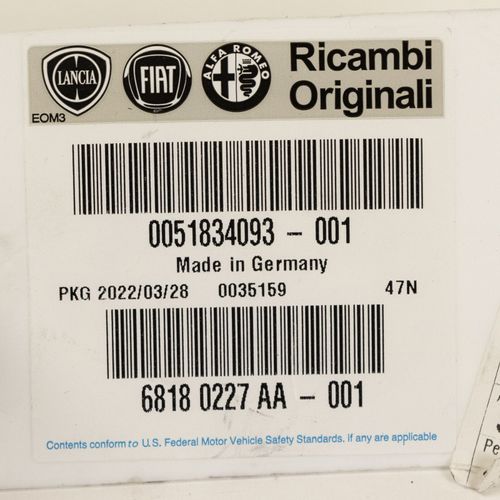 LANCIA
FIAT
ALFA ROMEO
Ricambi
Originali
EOM3
0051834093 - 001
Made in Germany
PKG 2022/03/28 0035159 47N
6818 0227 AA - 001
Contents conform to U.S. Federal Motor Vehicle Safety Standards. if any are applicable
Pe